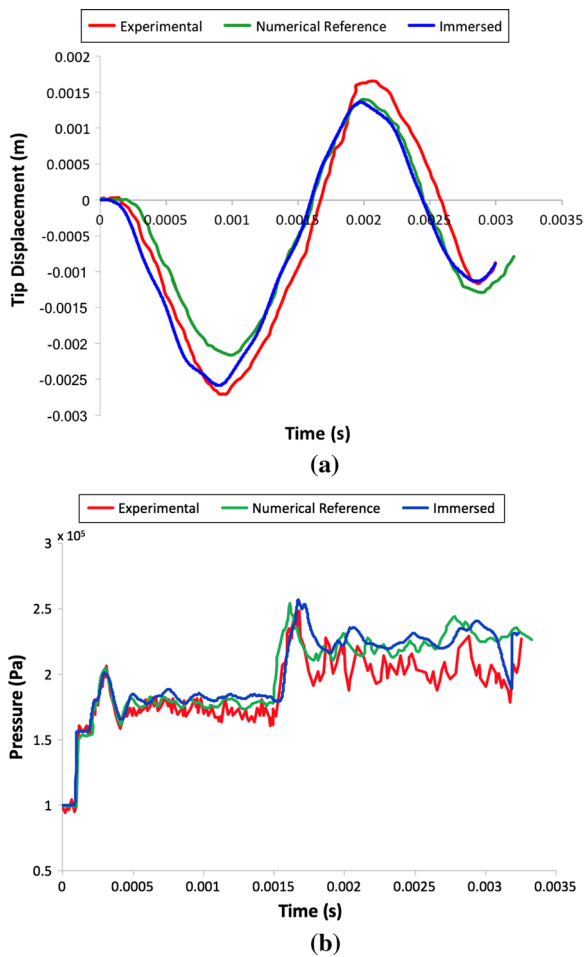 Experimental Numerical Reference Immersed
0.002
0.0015
0.001
0.0005
0
0 0.0005 0.001 0.0015 0.002 0.0025 0.003 0.0035
-0.0005
-0.001
-0.0015
-0.002
-0.0025
-0.003
Tip Displacement (m)
Time (s)
(a)
Experimental Numerical Reference Immersed
x 10⁵
3
2.5
2
1.5
1
0.5
Pressure (Pa)
0 0.0005 0.001 0.0015 0.002 0.0025 0.003 0.0035
Time (s)
(b)